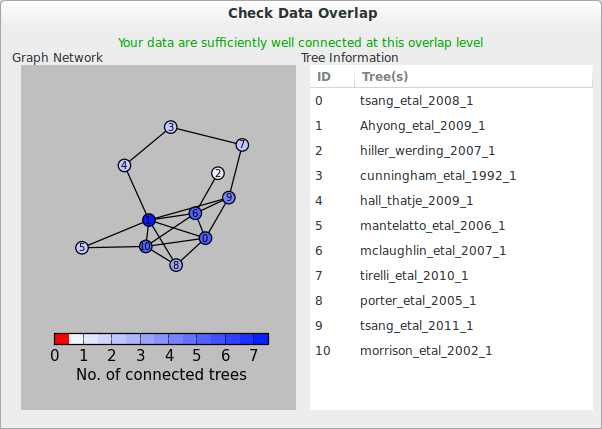 Check Data Overlap
Your data are sufficiently well connected at this overlap level
Graph Network
Tree Information
3
7
4
2
9
6
1
0
10
5
8
0 1 2 3 4 5 6 7
No. of connected trees
ID Tree(s)
0 tsang_etal_2008_1
1 Ahyong_etal_2009_1
2 hiller_werding_2007_1
3 cunningham_etal_1992_1
4 hall_thatje_2009_1
5 mantelatto_etal_2006_1
6 mclaughlin_etal_2007_1
7 tirelli_etal_2010_1
8 porter_etal_2005_1
9 tsang_etal_2011_1
10 morrison_etal_2002_1